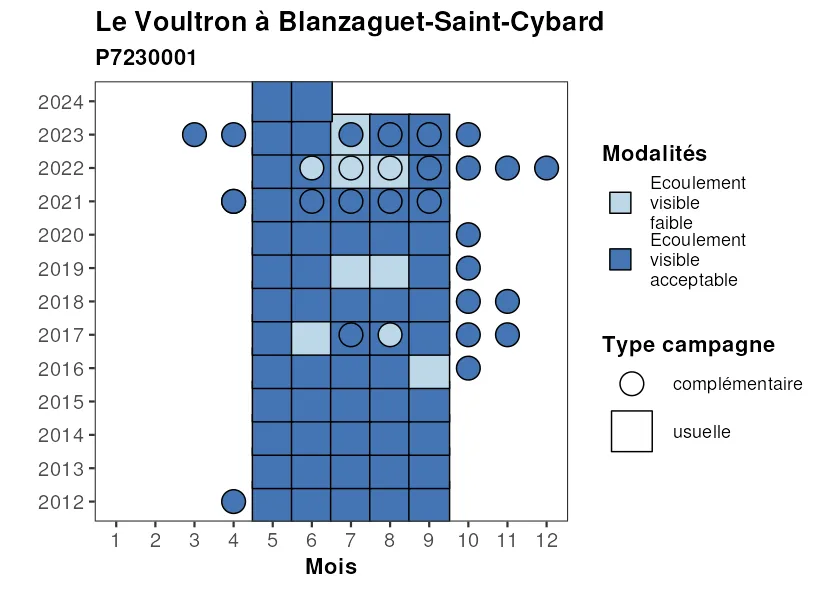 Le Voultron à Blanzaguet-Saint-Cybard
P7230001
2024
2023
2022
2021
2020
2019
2018
2017
2016
2015
2014
2013
2012
1 2 3 4 5 6 7 8 9 10 11 12
Mois
Modalités
Ecoulement
visible
faible
Ecoulement
visible
acceptable
Type campagne
complémentaire
usuelle